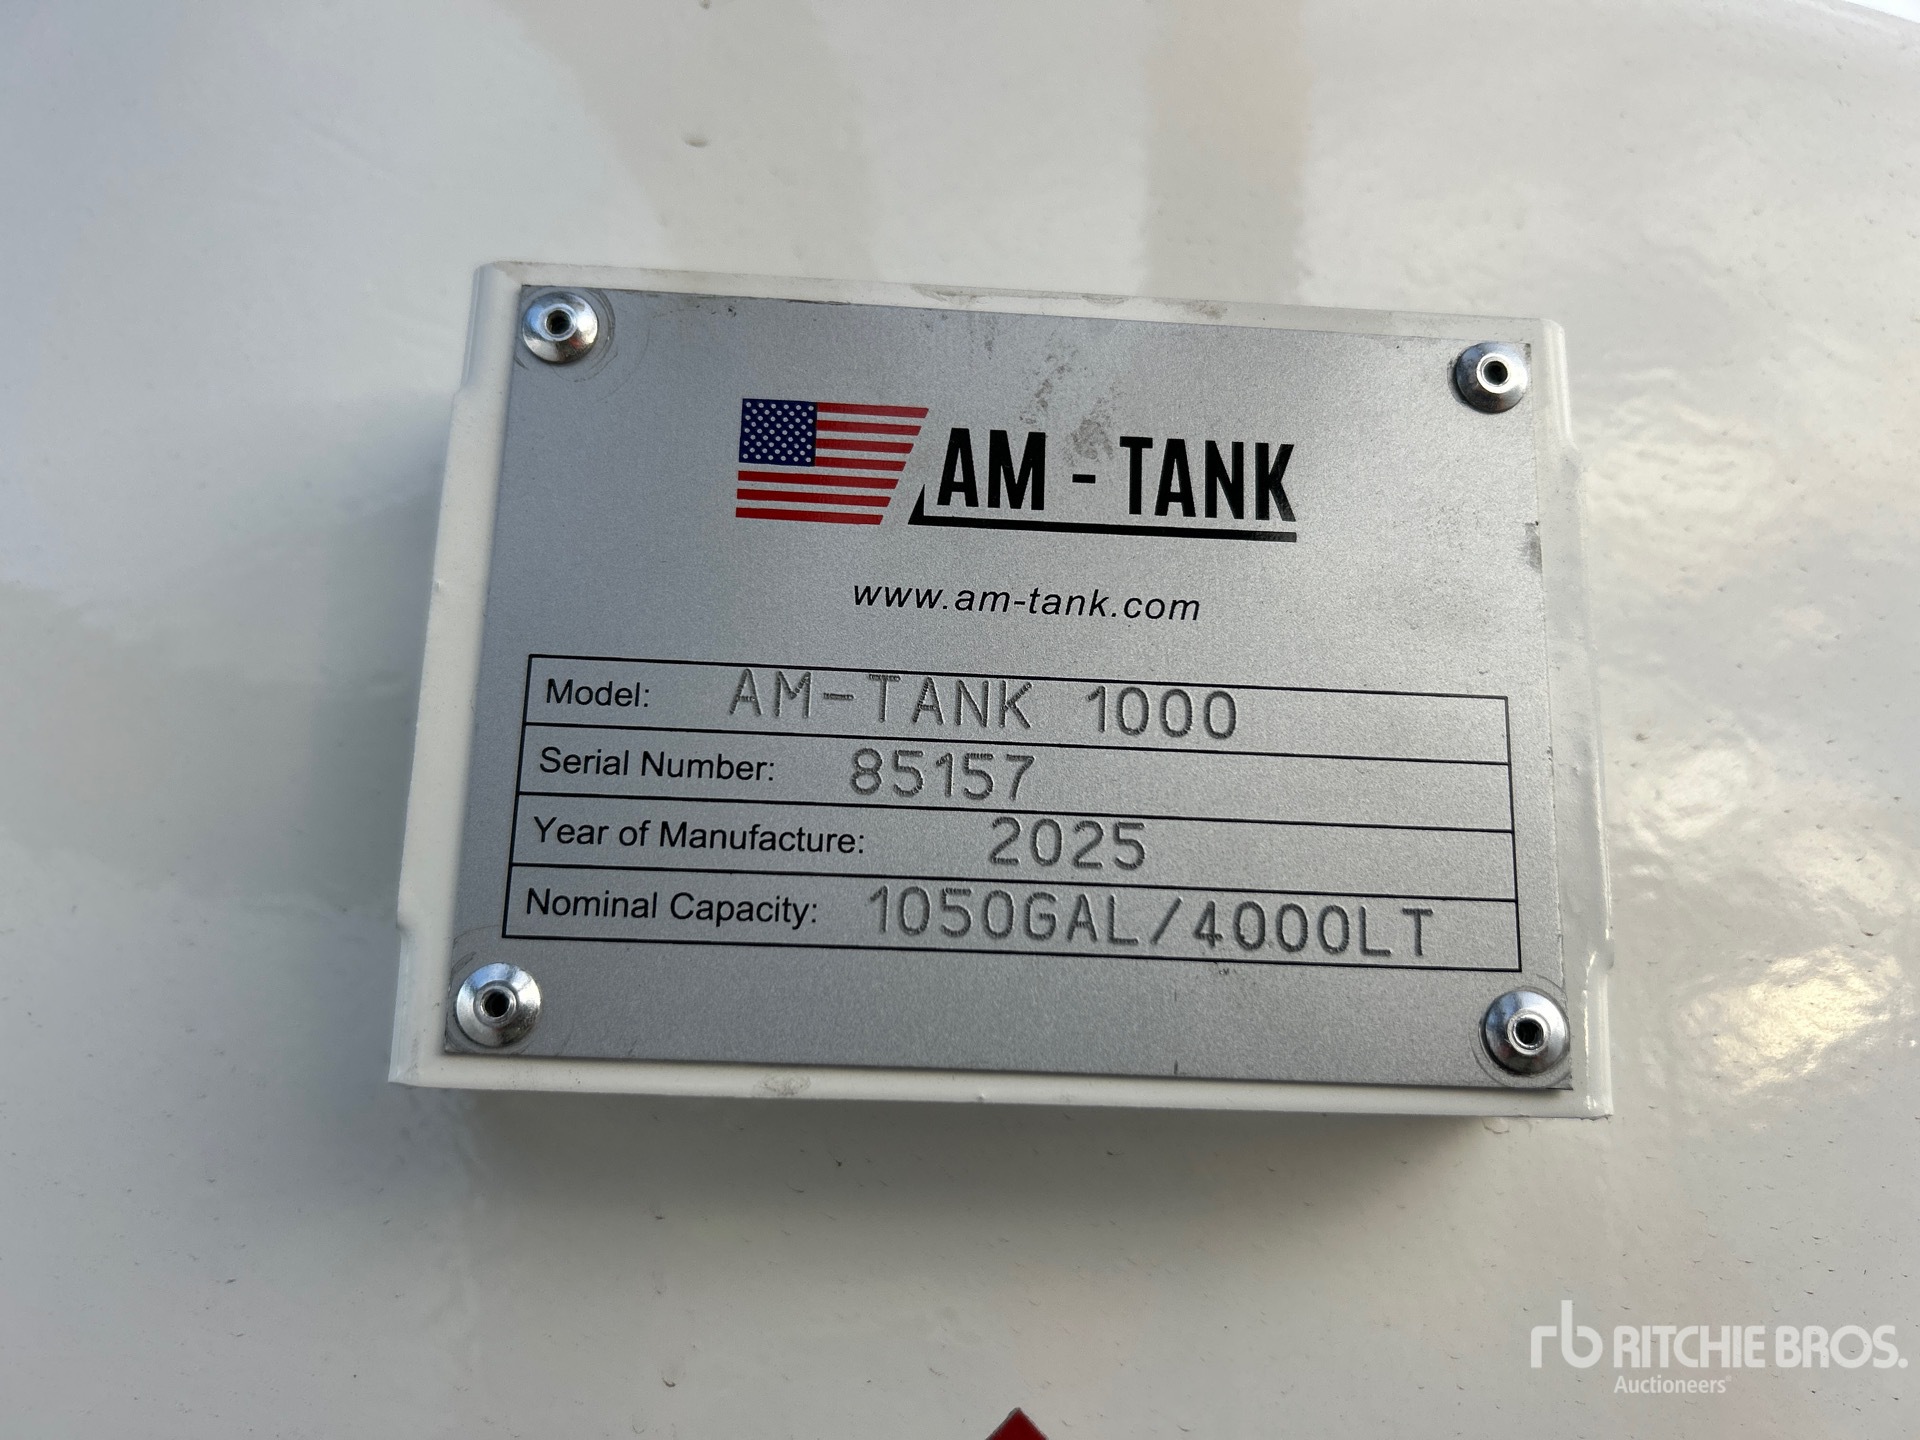 AM - TANK
www.am-tank.com
Model: AM-TANK 1000
Serial Number: 85157
Year of Manufacture: 2025
Nominal Capacity: 1050GAL/4000LT
rb RITCHIE BROS.
Auctioneers